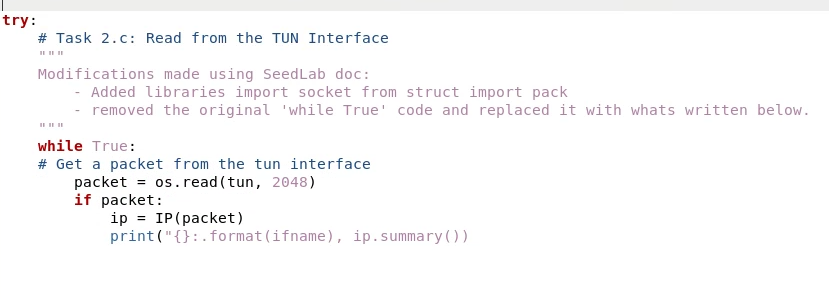 try:
    # Task 2.c: Read from the TUN Interface
    """
    Modifications made using SeedLab doc:
        - Added libraries import socket from struct import pack
        - removed the original 'while True' code and replaced it with whats written below.
    """
    while True:
    # Get a packet from the tun interface
        packet = os.read(tun, 2048)
        if packet:
            ip = IP(packet)
            print("{}:.format(ifname), ip.summary())